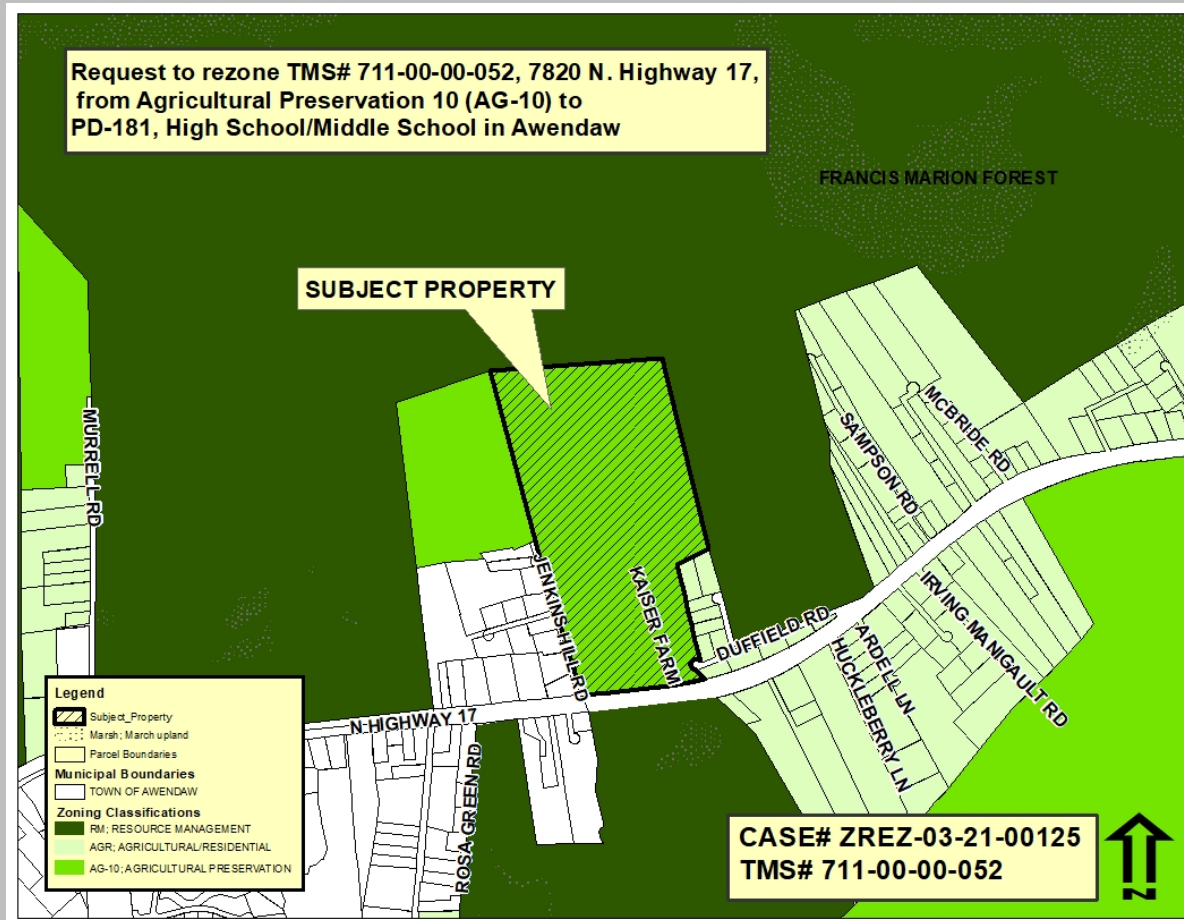 Request to rezone TMS# 711-00-00-052, 7820 N. Highway 17,
from Agricultural Preservation 10 (AG-10) to
PD-181, High School/Middle School in Awendaw
FRANCIS MARION FOREST
SUBJECT PROPERTY
MURRELL RD
MCBRIDE RD
SAMPSON RD
JENKINS HILL RD
KAISER FARM
DUFFIELD RD
IRVING MANIGAULT RD
ARDELL LN
HUCKLEBERRY LN
N HIGHWAY 17
ROSA GREEN RD
Legend
Subject_Property
Marsh; March upland
Parcel Boundaries
Municipal Boundaries
TOWN OF AWENDAW
Zoning Classifications
RM; RESOURCE MANAGEMENT
AGR; AGRICULTURAL/RESIDENTIAL
AG-10; AGRICULTURAL PRESERVATION
CASE# ZREZ-03-21-00125
TMS# 711-00-00-052
N